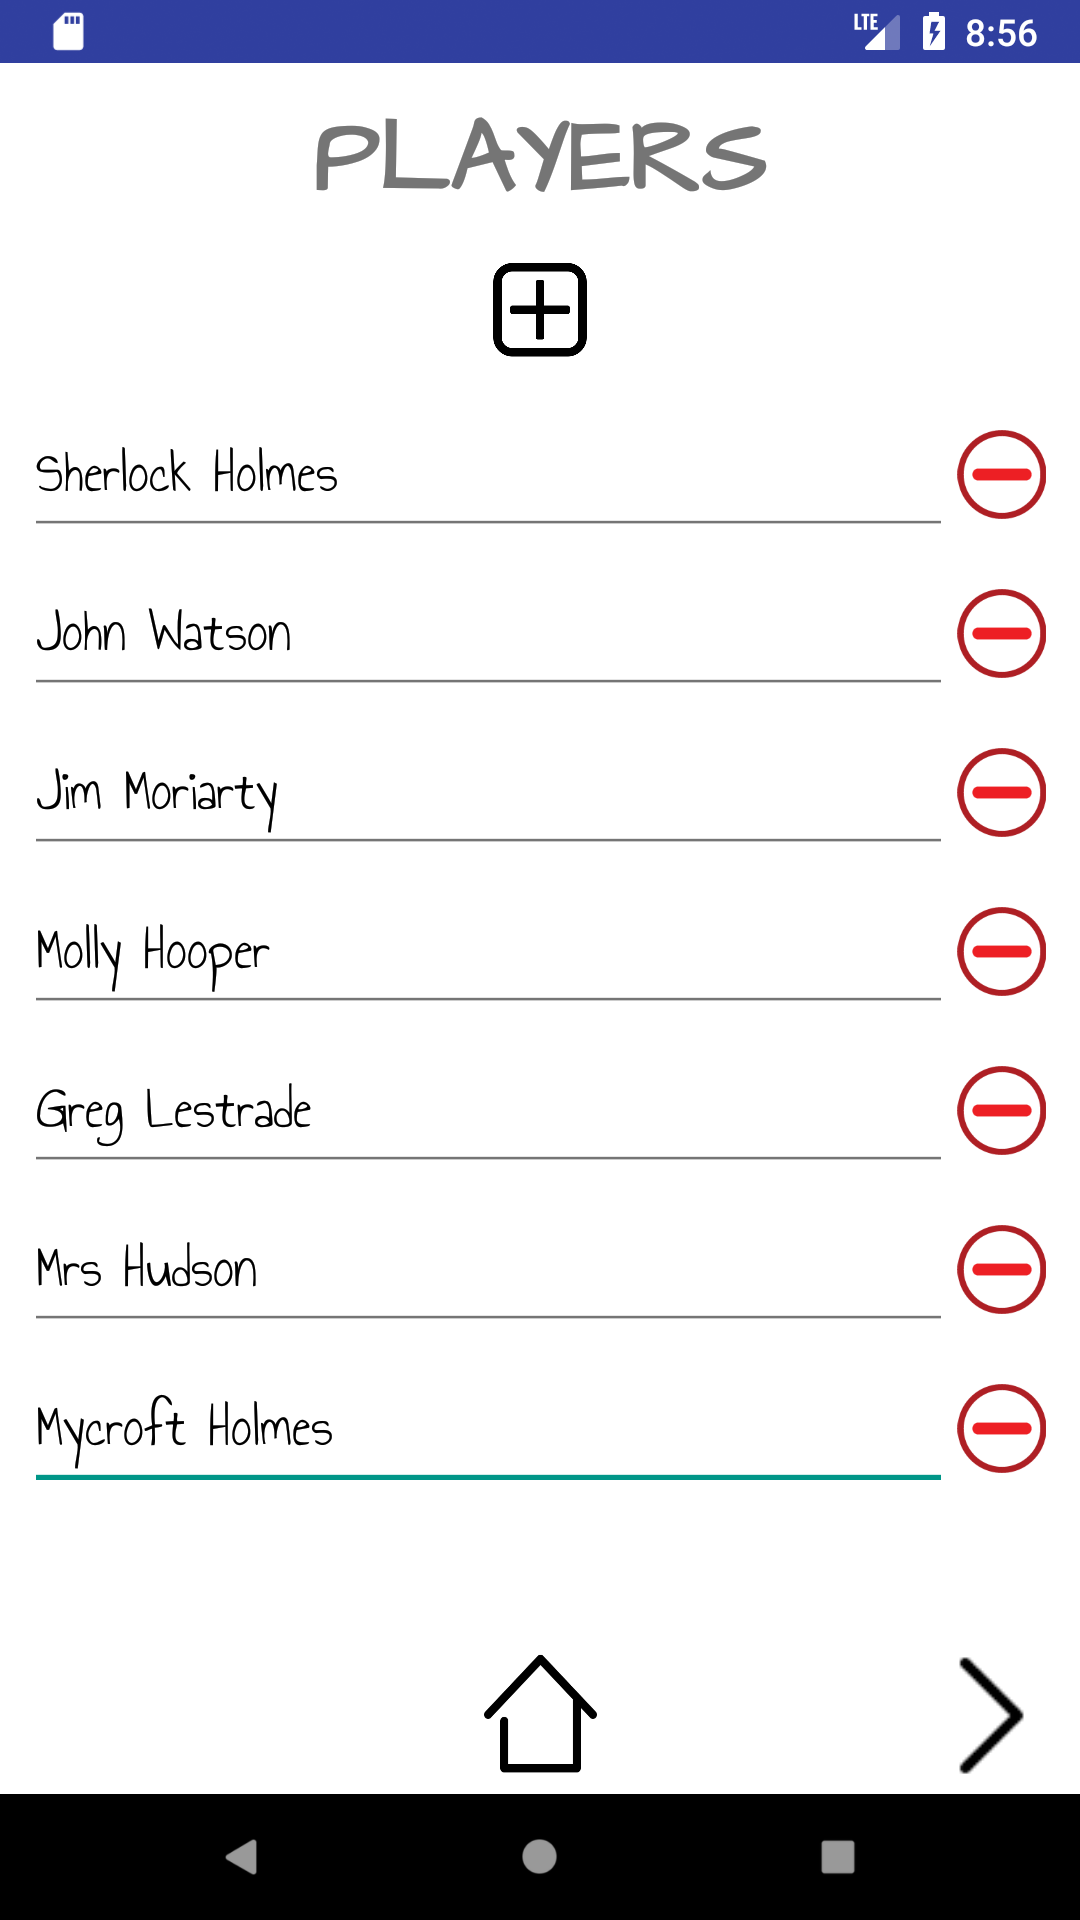 LTE 8:56
PLAYERS
Sherlock Holmes
John Watson
Jim Moriarty
Molly Hooper
Greg Lestrade
Mrs Hudson
Mycroft Holmes